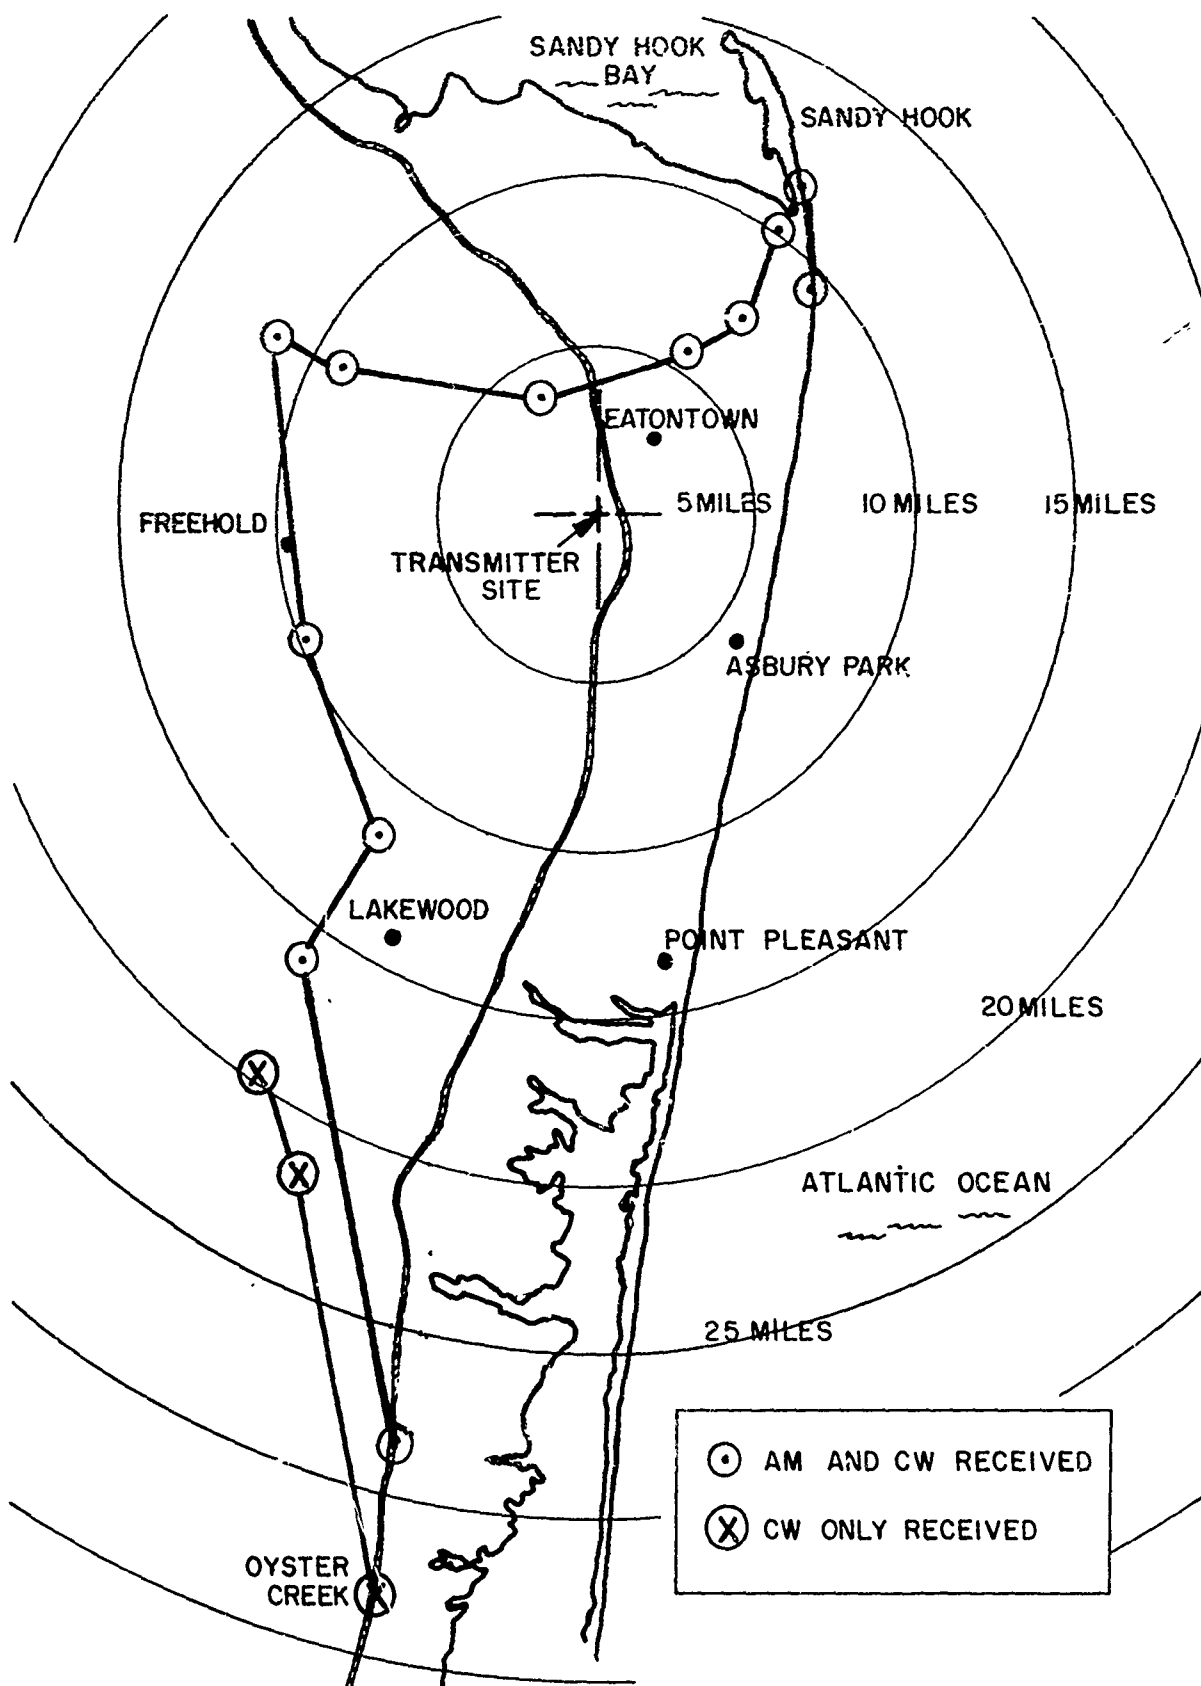 SANDY HOOK
BAY
SANDY HOOK
EATONTOWN
5 MILES
10 MILES
15 MILES
FREEHOLD
TRANSMITTER
SITE
ASBURY PARK
LAKEWOOD
POINT PLEASANT
20 MILES
ATLANTIC OCEAN
25 MILES
AM AND CW RECEIVED
X CW ONLY RECEIVED
OYSTER
CREEK